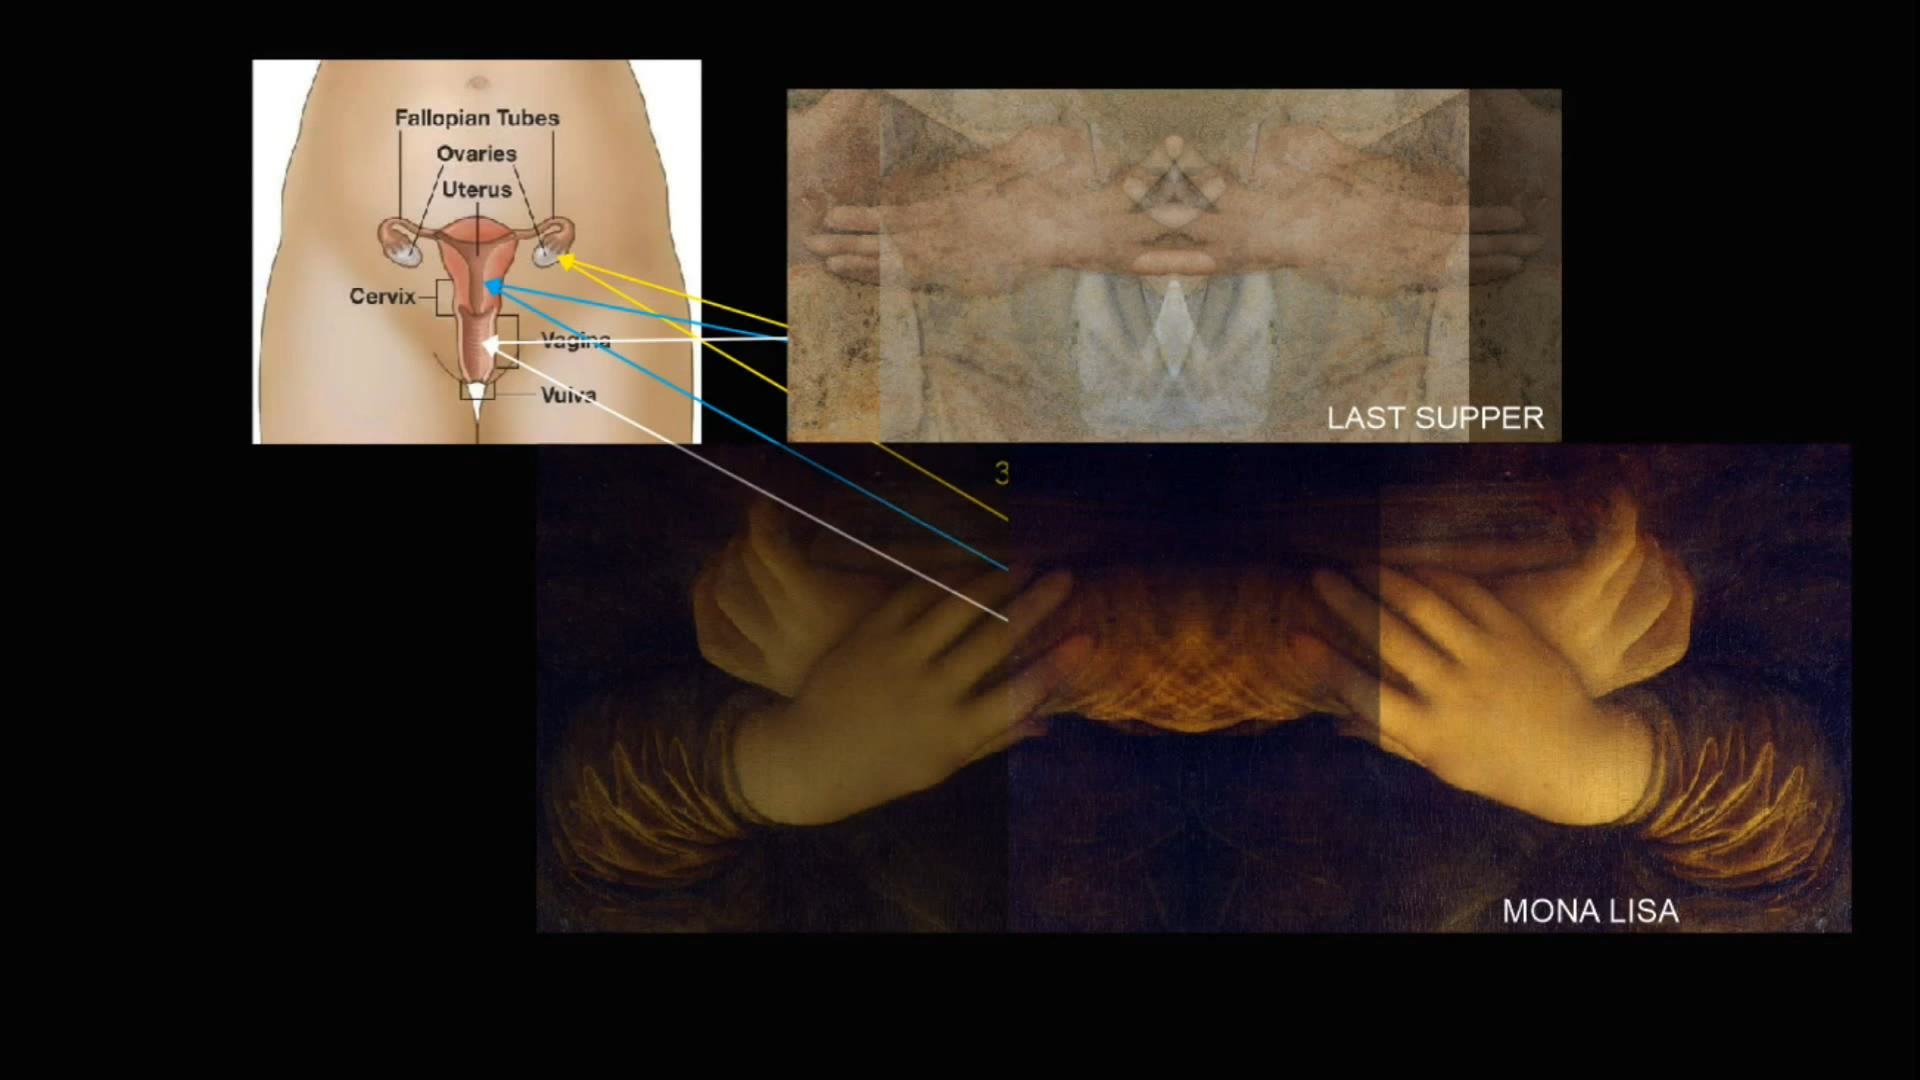 Fallopian Tubes
Ovaries
Uterus
Cervix
Vagina
Vulva
LAST SUPPER
3
MONA LISA